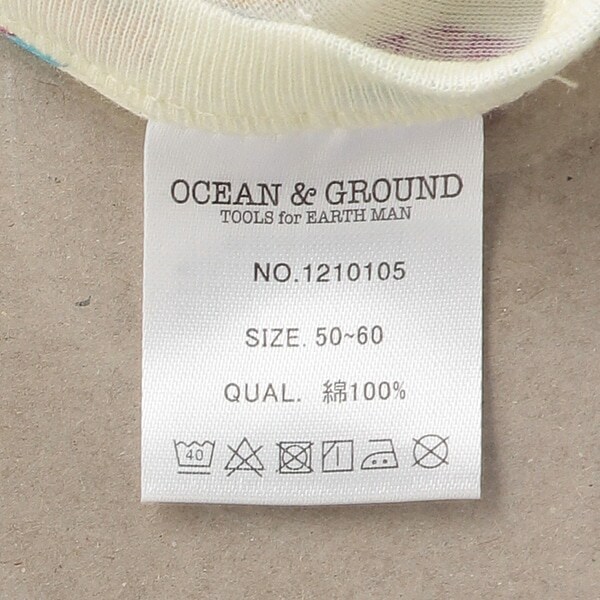 OCEAN & GROUND
TOOLS for EARTH MAN
NO.1210105
SIZE. 50~60
QUAL. 綿100%
40